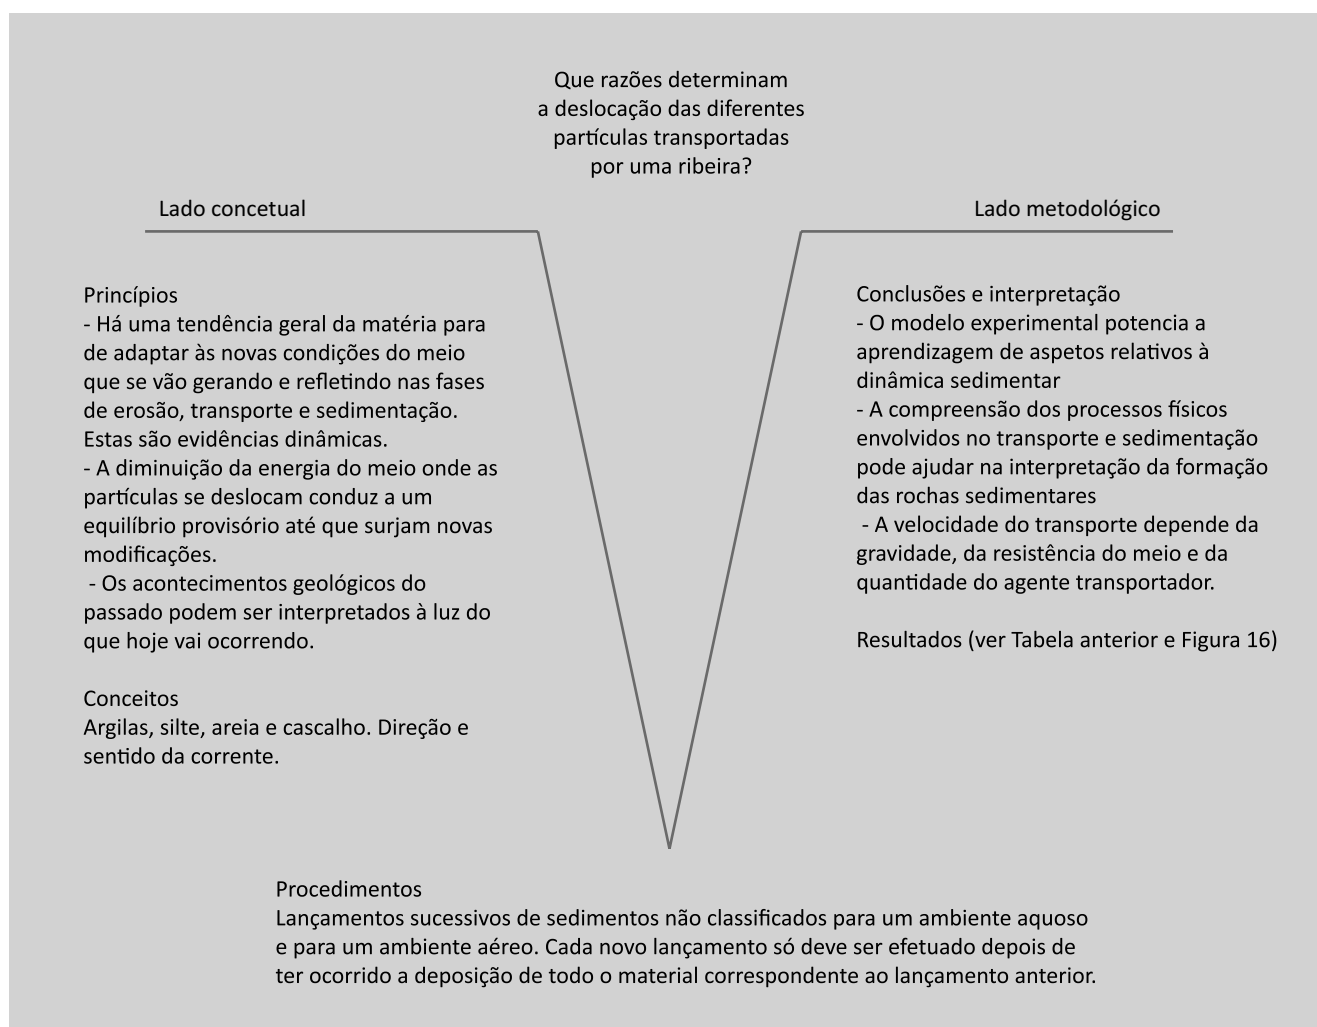 Que razões determinam
a deslocação das diferentes
partículas transportadas
por uma ribeira?
Lado concetual
Lado metodológico
Princípios
- Há uma tendência geral da matéria para
de adaptar às novas condições do meio
que se vão gerando e refletindo nas fases
de erosão, transporte e sedimentação.
Estas são evidências dinâmicas.
- A diminuição da energia do meio onde as
partículas se deslocam conduz a um
equilíbrio provisório até que surjam novas
modificações.
- Os acontecimentos geológicos do
passado podem ser interpretados à luz do
que hoje vai ocorrendo.
Conceitos
Argilas, silte, areia e cascalho. Direção e
sentido da corrente.
Conclusões e interpretação
- O modelo experimental potencia a
aprendizagem de aspetos relativos à
dinâmica sedimentar
- A compreensão dos processos físicos
envolvidos no transporte e sedimentação
pode ajudar na interpretação da formação
das rochas sedimentares
- A velocidade do transporte depende da
gravidade, da resistência do meio e da
quantidade do agente transportador.
Resultados (ver Tabela anterior e Figura 16)
Procedimentos
Lançamentos sucessivos de sedimentos não classificados para um ambiente aquoso
e para um ambiente aéreo. Cada novo lançamento só deve ser efetuado depois de
ter ocorrido a deposição de todo o material correspondente ao lançamento anterior.